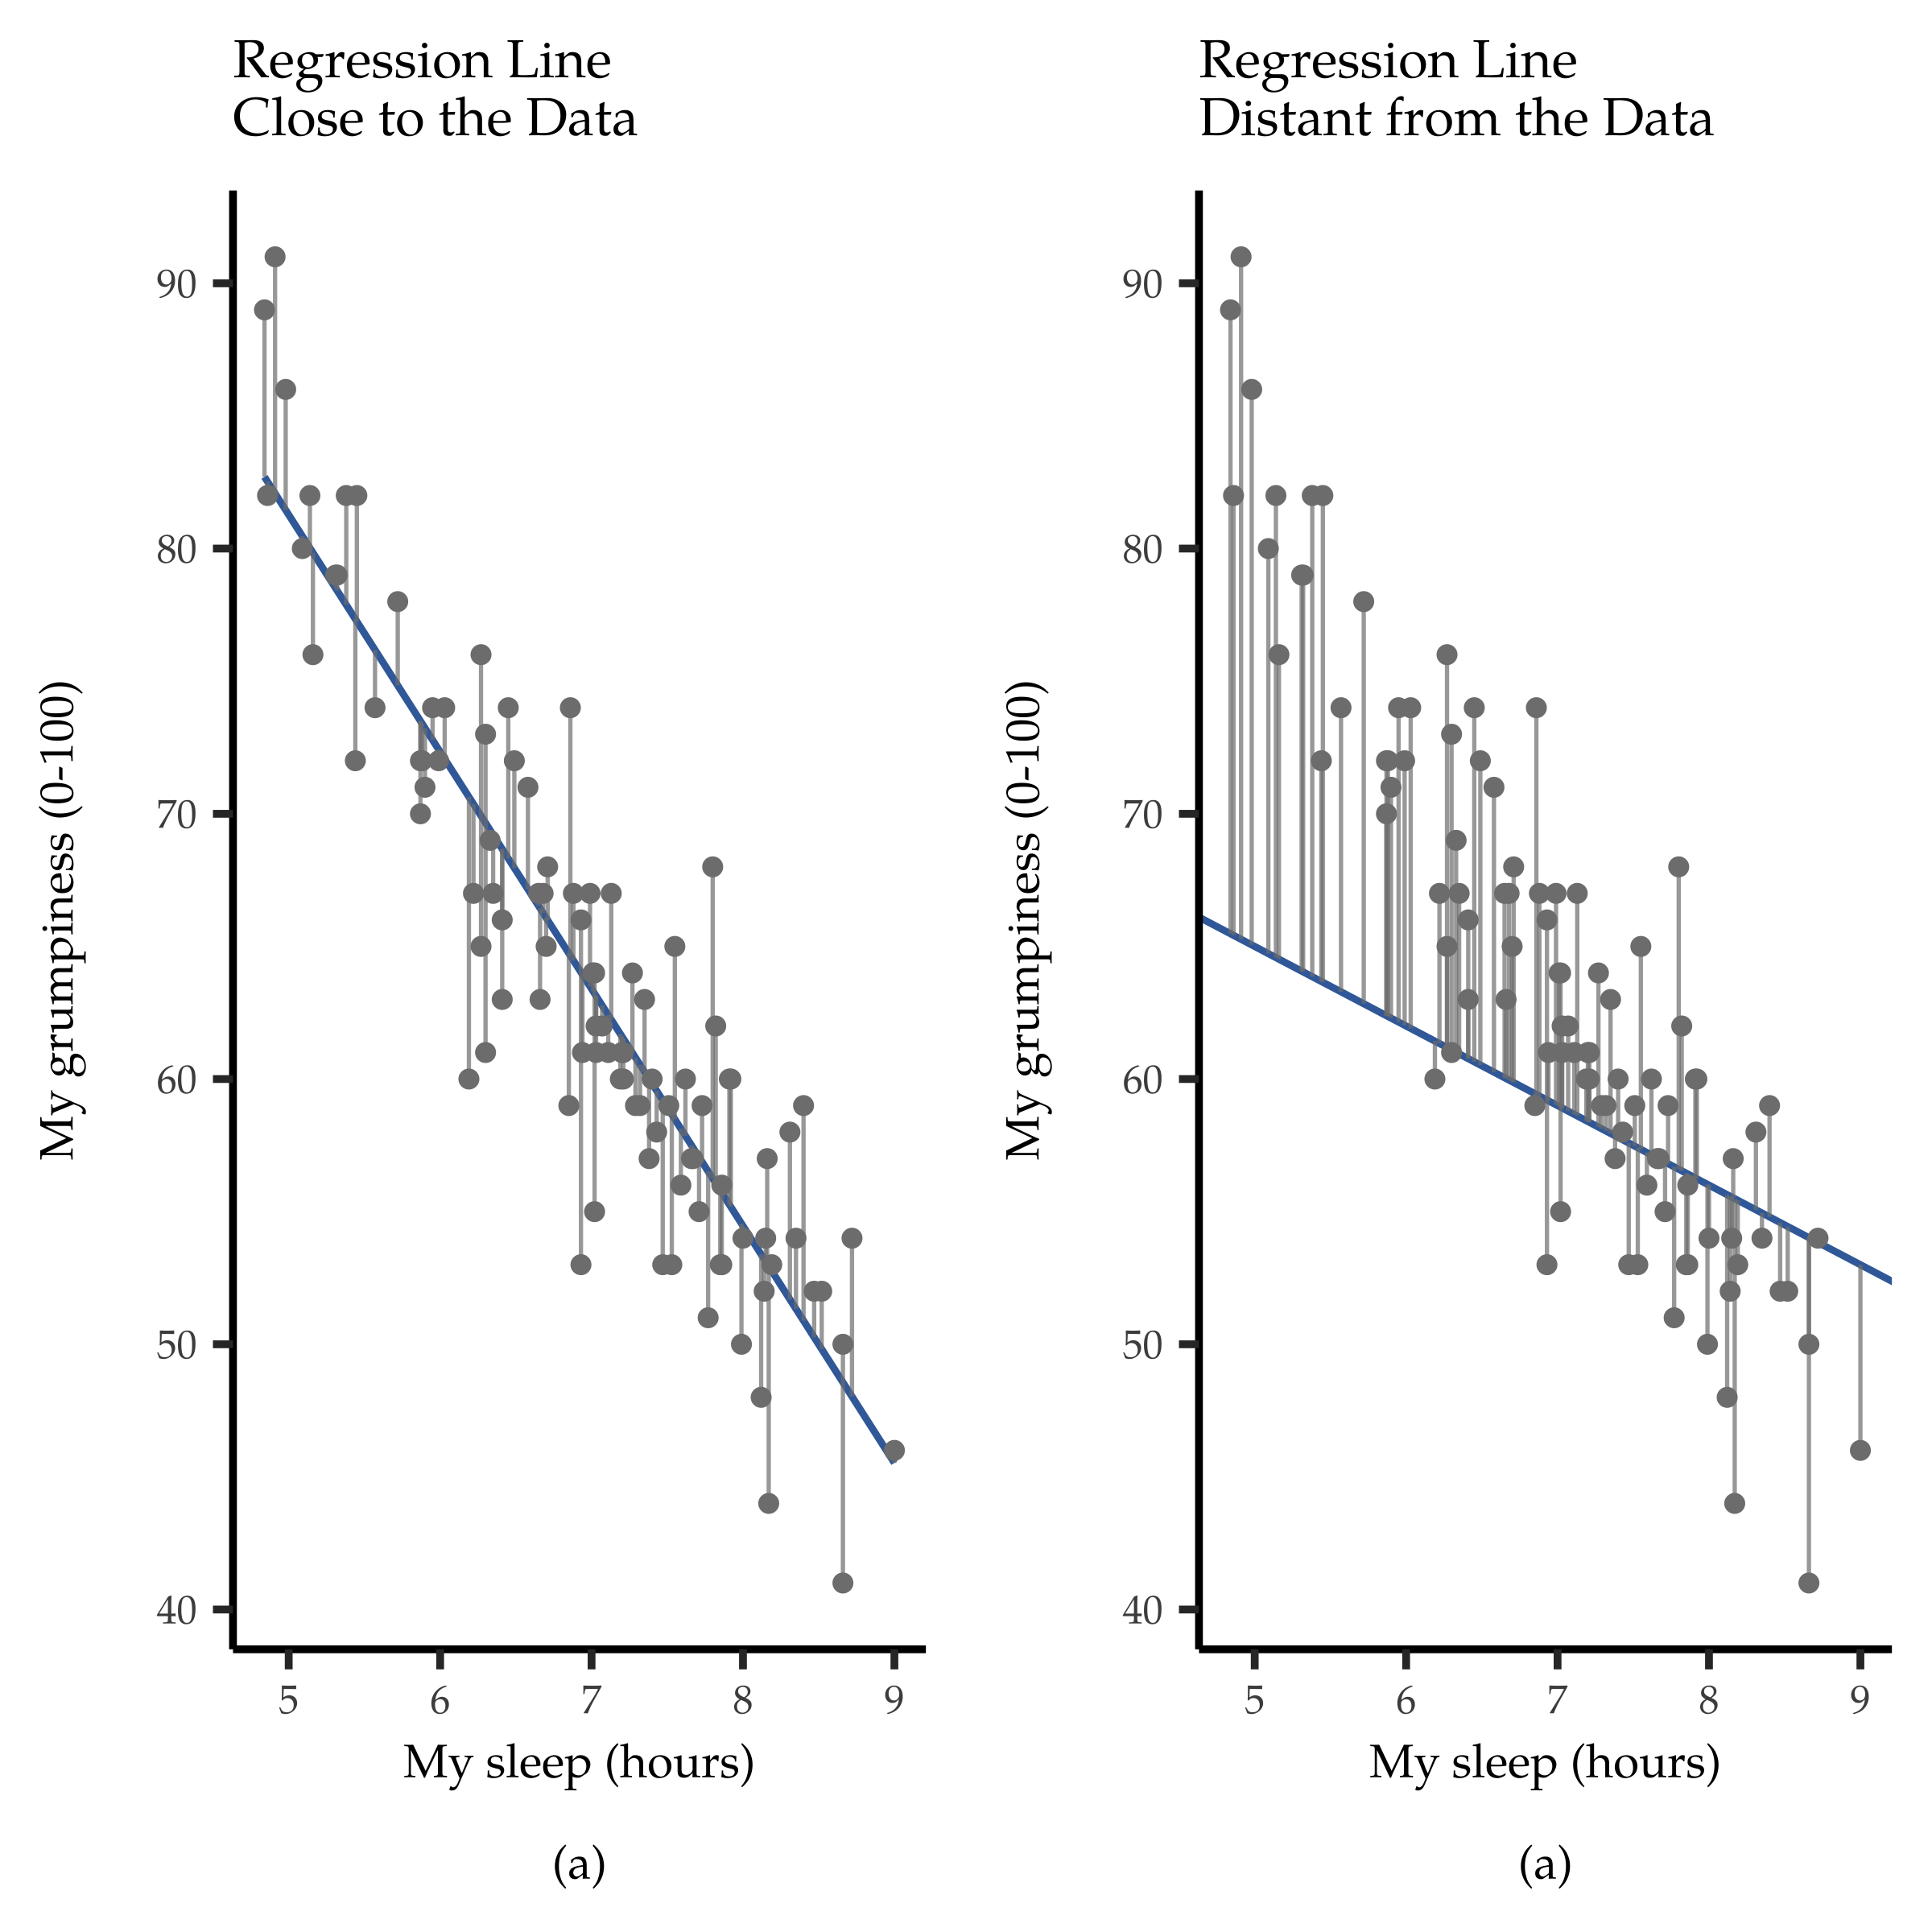 Regression Line
Close to the Data
My grumpiness (0-100)
90
80
70
60
50
40
5 6 7 8 9
My sleep (hours)
(a)
Regression Line
Distant from the Data
My grumpiness (0-100)
90
80
70
60
50
40
5 6 7 8 9
My sleep (hours)
(a)